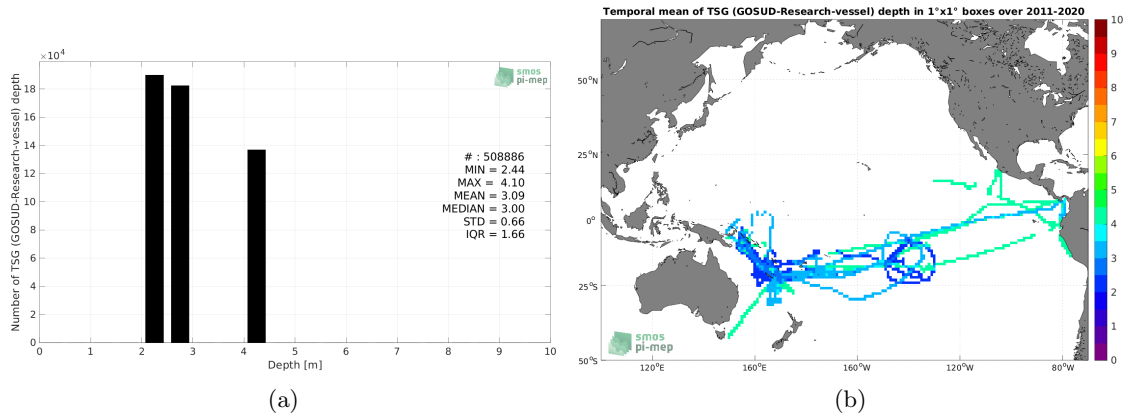 ×10⁴
18
16
14
12
10
8
6
4
2
0
Number of TSG (GOSUD-Research-vessel) depth
smos
pi-mep
# : 508886
MIN = 2.44
MAX = 4.10
MEAN = 3.09
MEDIAN = 3.00
STD = 0.66
IQR = 1.66
0 1 2 3 4 5 6 7 8 9 10
Depth [m]
(a)
Temporal mean of TSG (GOSUD-Research-vessel) depth in 1°x1° boxes over 2011-2020
50°N
25°N
0°
25°S
50°S
smos
pi-mep
120°E 160°E 160°W 120°W 80°W
10
9
8
7
6
5
4
3
2
1
0
(b)